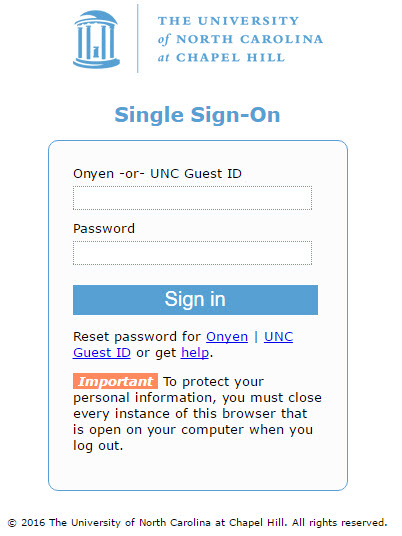 THE UNIVERSITY
of NORTH CAROLINA
at CHAPEL HILL
Single Sign-On
Onyen -or- UNC Guest ID
Password
Sign in
Reset password for Onyen | UNC
Guest ID or get help.
Important To protect your
personal information, you must close
every instance of this browser that
is open on your computer when you
log out.
© 2016 The University of North Carolina at Chapel Hill. All rights reserved.